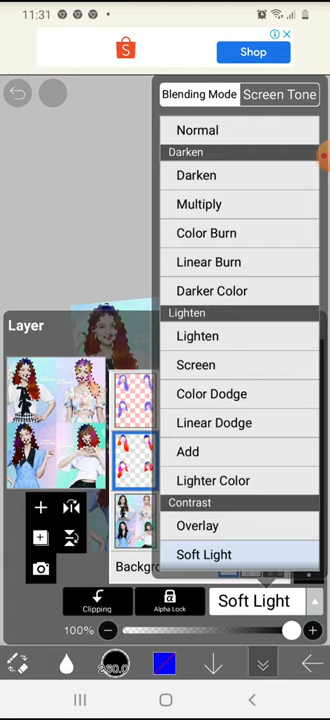 11:31
Shop
Blending Mode Screen Tone
Normal
Darken
Darken
Multiply
Color Burn
Linear Burn
Darker Color
Lighten
Lighten
Screen
Color Dodge
Linear Dodge
Add
Lighter Color
Contrast
Overlay
Soft Light
Layer
Clipping
Alpha Lock
Soft Light
100%